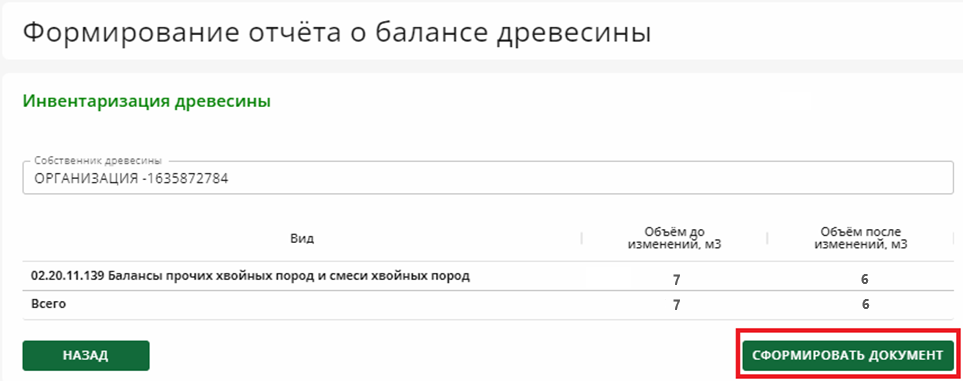 Формирование отчёта о балансе древесины
Инвентаризация древесины
Собственник древесины
ОРГАНИЗАЦИЯ -1635872784
Вид
Объём до
изменений, м3
Объём после
изменений, м3
02.20.11.139 Балансы прочих хвойных пород и смеси хвойных пород 7 6
Всего 7 6
НАЗАД
СФОРМИРОВАТЬ ДОКУМЕНТ